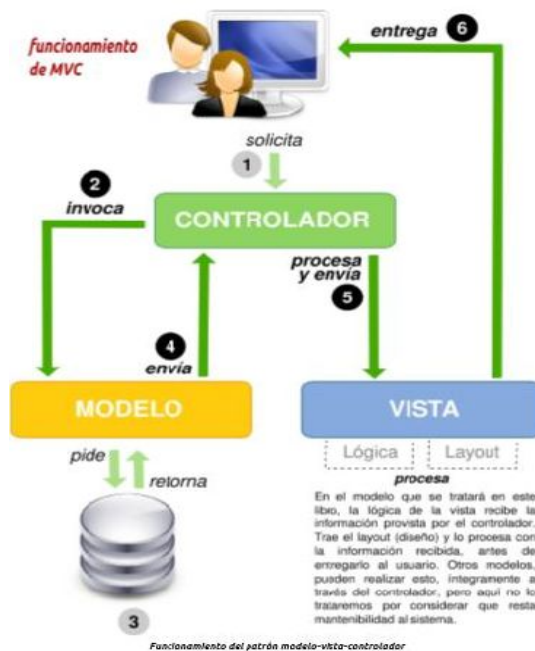 funcionamiento
de MVC
entrega 6
solicita
1
2
invoca
CONTROLADOR
procesa
y envía
5
4
envía
MODELO
VISTA
Lógica Layout
pide
retorna
procesa
En el modelo que se tratará en este
libro, la lógica de la vista recibe la
información provista por el controlador.
Trae el layout (diseño) y lo procesa con
la información recibida, antes de
entregarlo al usuario. Otros modelos,
pueden realizar esto, íntegramente a
través del controlador, pero aquí no lo
trataremos por considerar que resta
mantenibilidad al sistema.
3
Funcionamiento del patrón modelo-vista-controlador